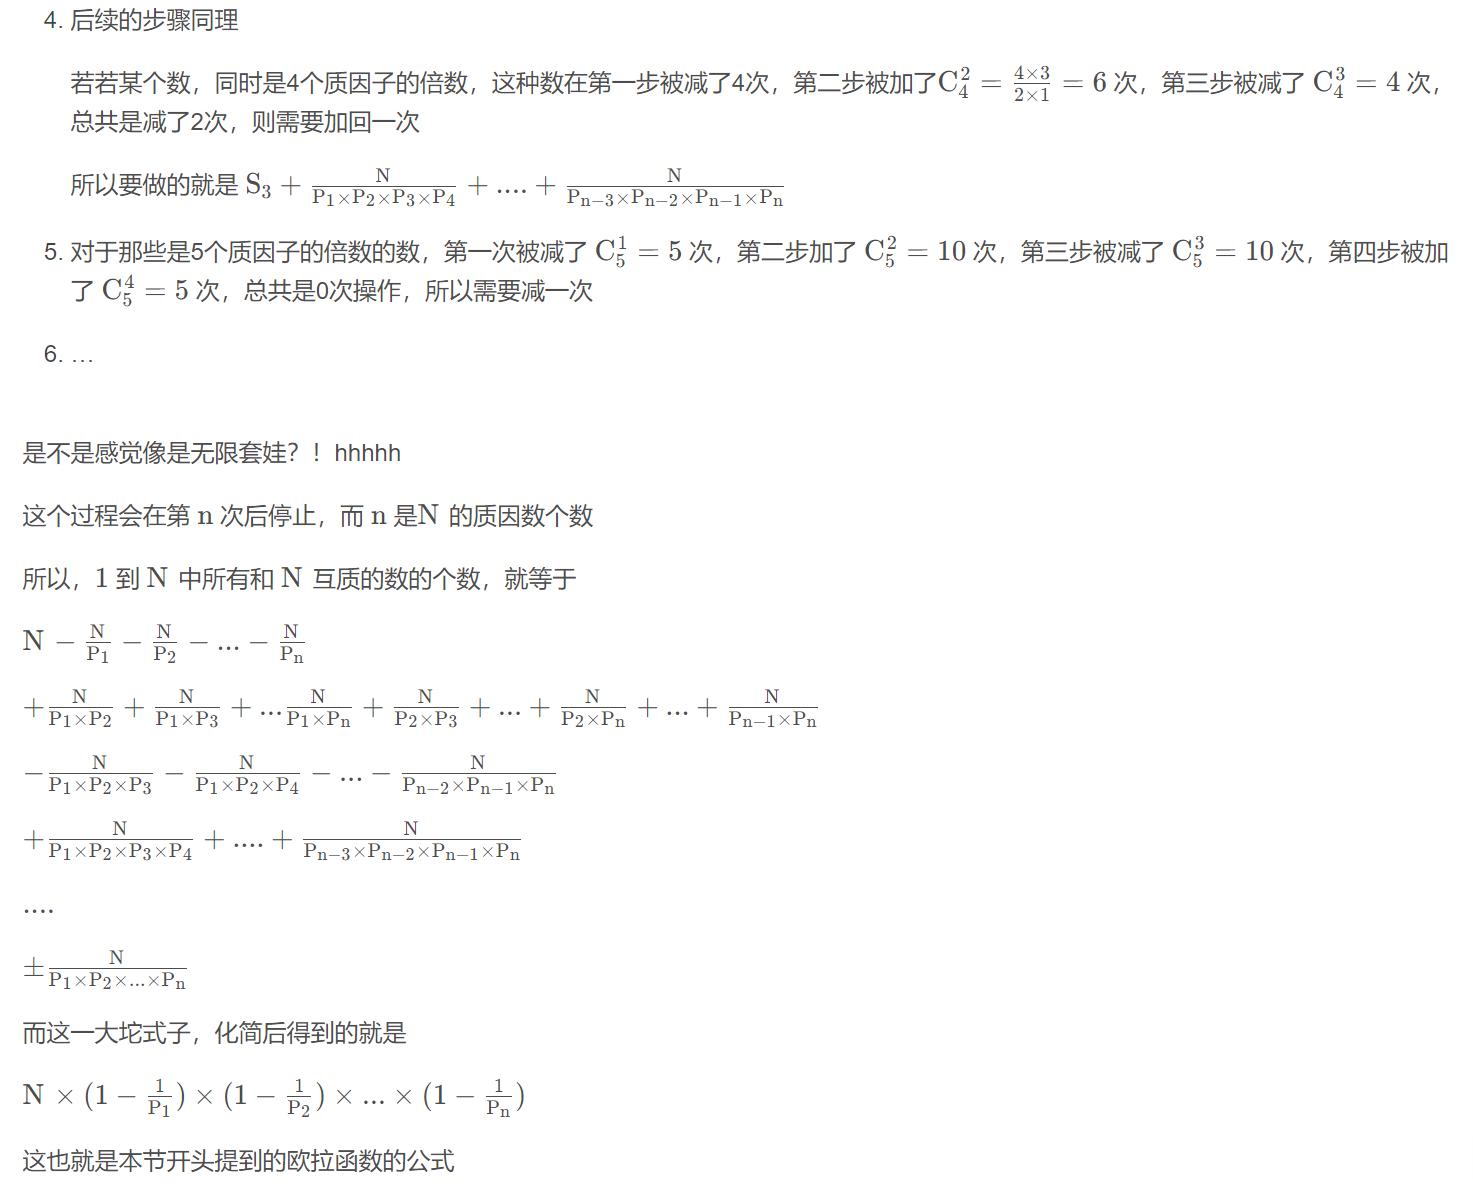 4. 后续的步骤同理
若若某个数，同时是4个质因子的倍数，这种数在第一步被减了4次，第二步被加了$C_4^2 = \frac{4 \times 3}{2 \times 1} = 6$ 次，第三步被减了 $C_4^3 = 4$ 次，
总共是减了2次，则需要加回一次
所以要做的就是 $S_3 + \frac{N}{P_1 \times P_2 \times P_3 \times P_4} + .... + \frac{N}{P_{n-3} \times P_{n-2} \times P_{n-1} \times P_n}$
5. 对于那些是5个质因子的倍数的数，第一次被减了 $C_5^1 = 5$ 次，第二步加了 $C_5^2 = 10$ 次，第三步被减了 $C_5^3 = 10$ 次，第四步被加
了 $C_5^4 = 5$ 次，总共是0次操作，所以需要减一次
6. …
是不是感觉像是无限套娃？！hhhhh
这个过程会在第 n 次后停止，而 n 是N 的质因数个数
所以，1 到 N 中所有和 N 互质的数的个数，就等于
$N - \frac{N}{P_1} - \frac{N}{P_2} - ... - \frac{N}{P_n}$
$+ \frac{N}{P_1 \times P_2} + \frac{N}{P_1 \times P_3} + ... \frac{N}{P_1 \times P_n} + \frac{N}{P_2 \times P_3} + ... + \frac{N}{P_2 \times P_n} + ... + \frac{N}{P_{n-1} \times P_n}$
$- \frac{N}{P_1 \times P_2 \times P_3} - \frac{N}{P_1 \times P_2 \times P_4} - ... - \frac{N}{P_{n-2} \times P_{n-1} \times P_n}$
$+ \frac{N}{P_1 \times P_2 \times P_3 \times P_4} + .... + \frac{N}{P_{n-3} \times P_{n-2} \times P_{n-1} \times P_n}$
....
$\pm \frac{N}{P_1 \times P_2 \times ... \times P_n}$
而这一大坨式子，化简后得到的就是
$N \times (1 - \frac{1}{P_1}) \times (1 - \frac{1}{P_2}) \times ... \times (1 - \frac{1}{P_n})$
这也就是本节开头提到的欧拉函数的公式